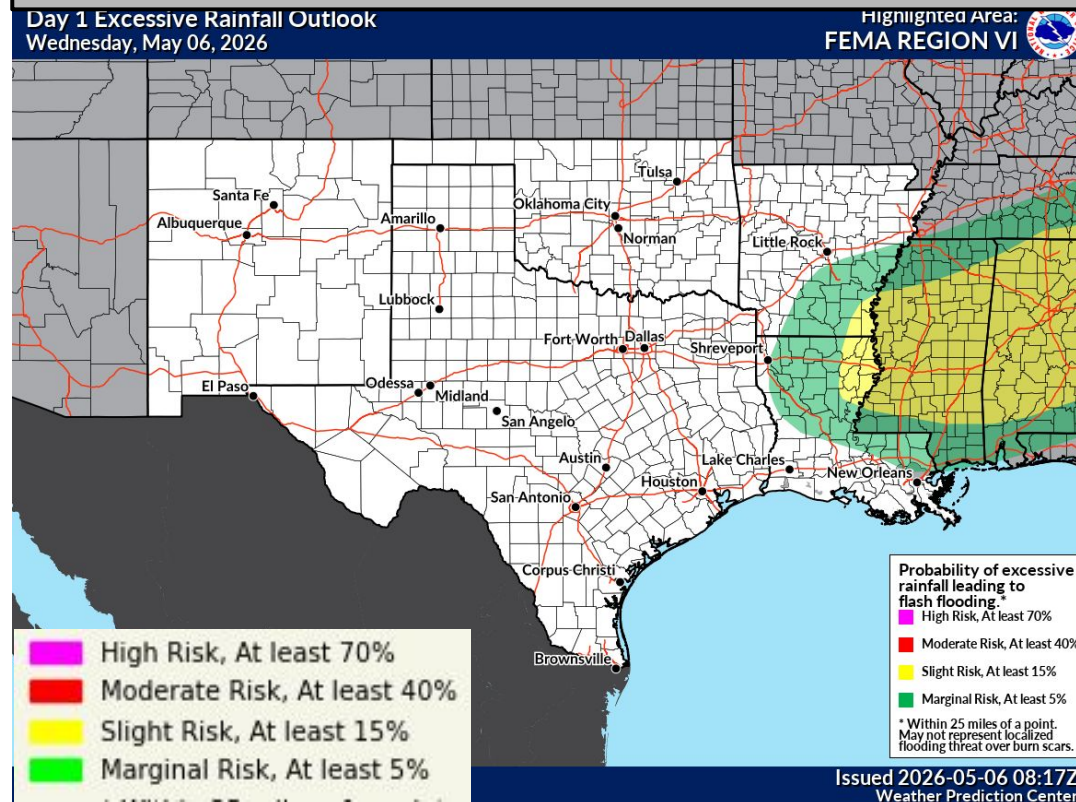 Day 1 Excessive Rainfall Outlook
Wednesday, May 06, 2026
Highlighted Area:
FEMA REGION VI
Tulsa
Santa Fe
Oklahoma City
Albuquerque
Amarillo
Norman
Little Rock
Lubbock
Fort Worth
Dallas
Shreveport
El Paso
Odessa
Midland
San Angelo
Austin
Lake Charles
Houston
New Orleans
San Antonio
Corpus Christi
Brownsville
Probability of excessive
rainfall leading to
flash flooding.*
High Risk, At least 70%
Moderate Risk, At least 40%
Slight Risk, At least 15%
Marginal Risk, At least 5%
* Within 25 miles of a point.
May not represent localized
flooding threat over burn scars.
High Risk, At least 70%
Moderate Risk, At least 40%
Slight Risk, At least 15%
Marginal Risk, At least 5%
Issued 2026-05-06 08:17Z
Weather Prediction Center